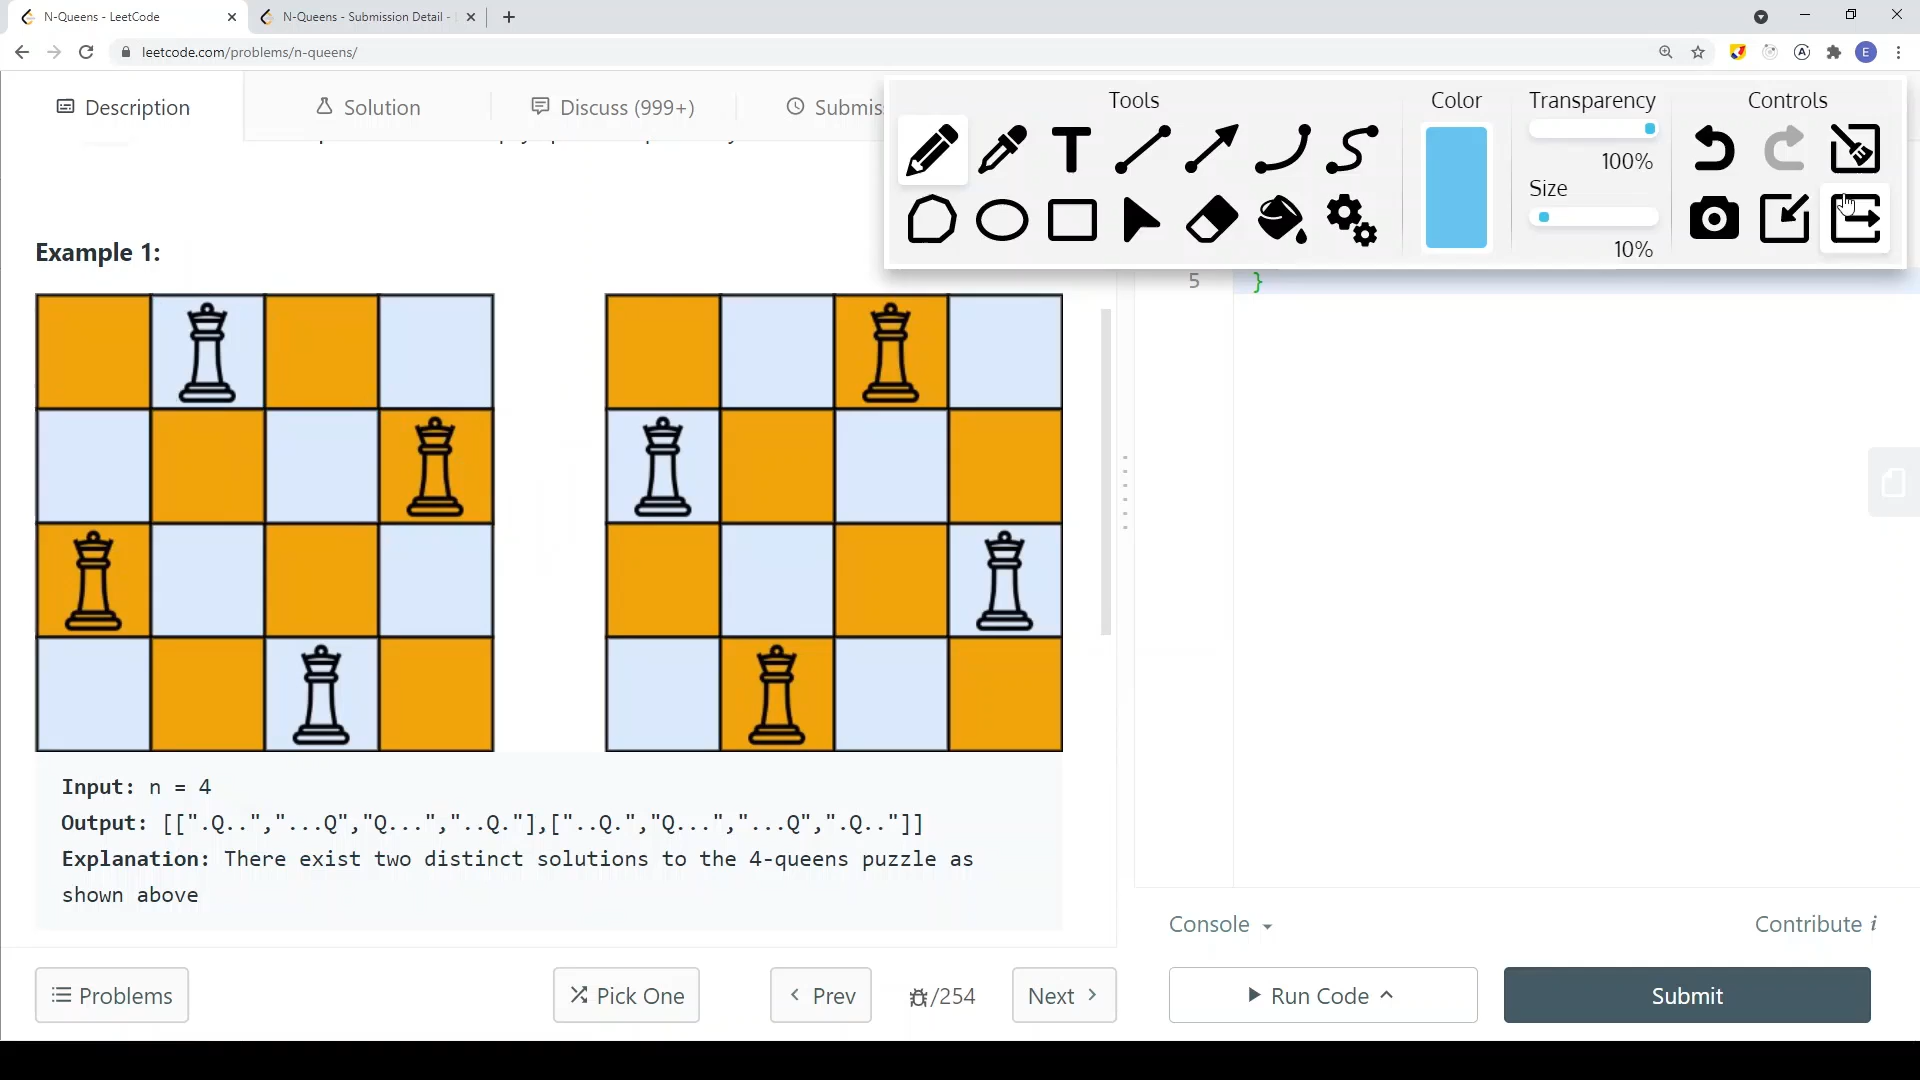 N-Queens - LeetCode
N-Queens - Submission Detail -
leetcode.com/problems/n-queens/
E
Description
Solution
Discuss (999+)
Submis
Tools
Color
Transparency
100%
Size
10%
Controls
T
Example 1:
5 }
Input: n = 4
Output: [[".Q..","...Q","Q...","..Q."],["..Q.","Q...","...Q",".Q.."]]
Explanation: There exist two distinct solutions to the 4-queens puzzle as
shown above
Console
Contribute i
Problems
Pick One
Prev
/254
Next
Run Code
Submit